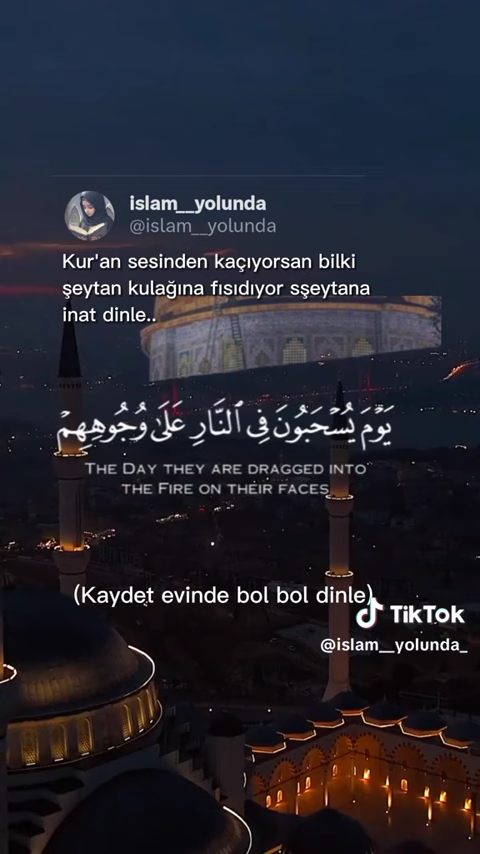 islam__yolunda
@islam__yolunda
Kur'an sesinden kaçıyorsan bilki
şeytan kulağına fısıdıyor sşeytana
inat dinle..
يَوْمَ يُسْحَبُونَ فِي ٱلنَّارِ عَلَىٰ وُجُوهِهِمْ
THE DAY THEY ARE DRAGGED INTO
THE FIRE ON THEIR FACES
(Kaydet evinde bol bol dinle)
TikTok
@islam__yolunda_